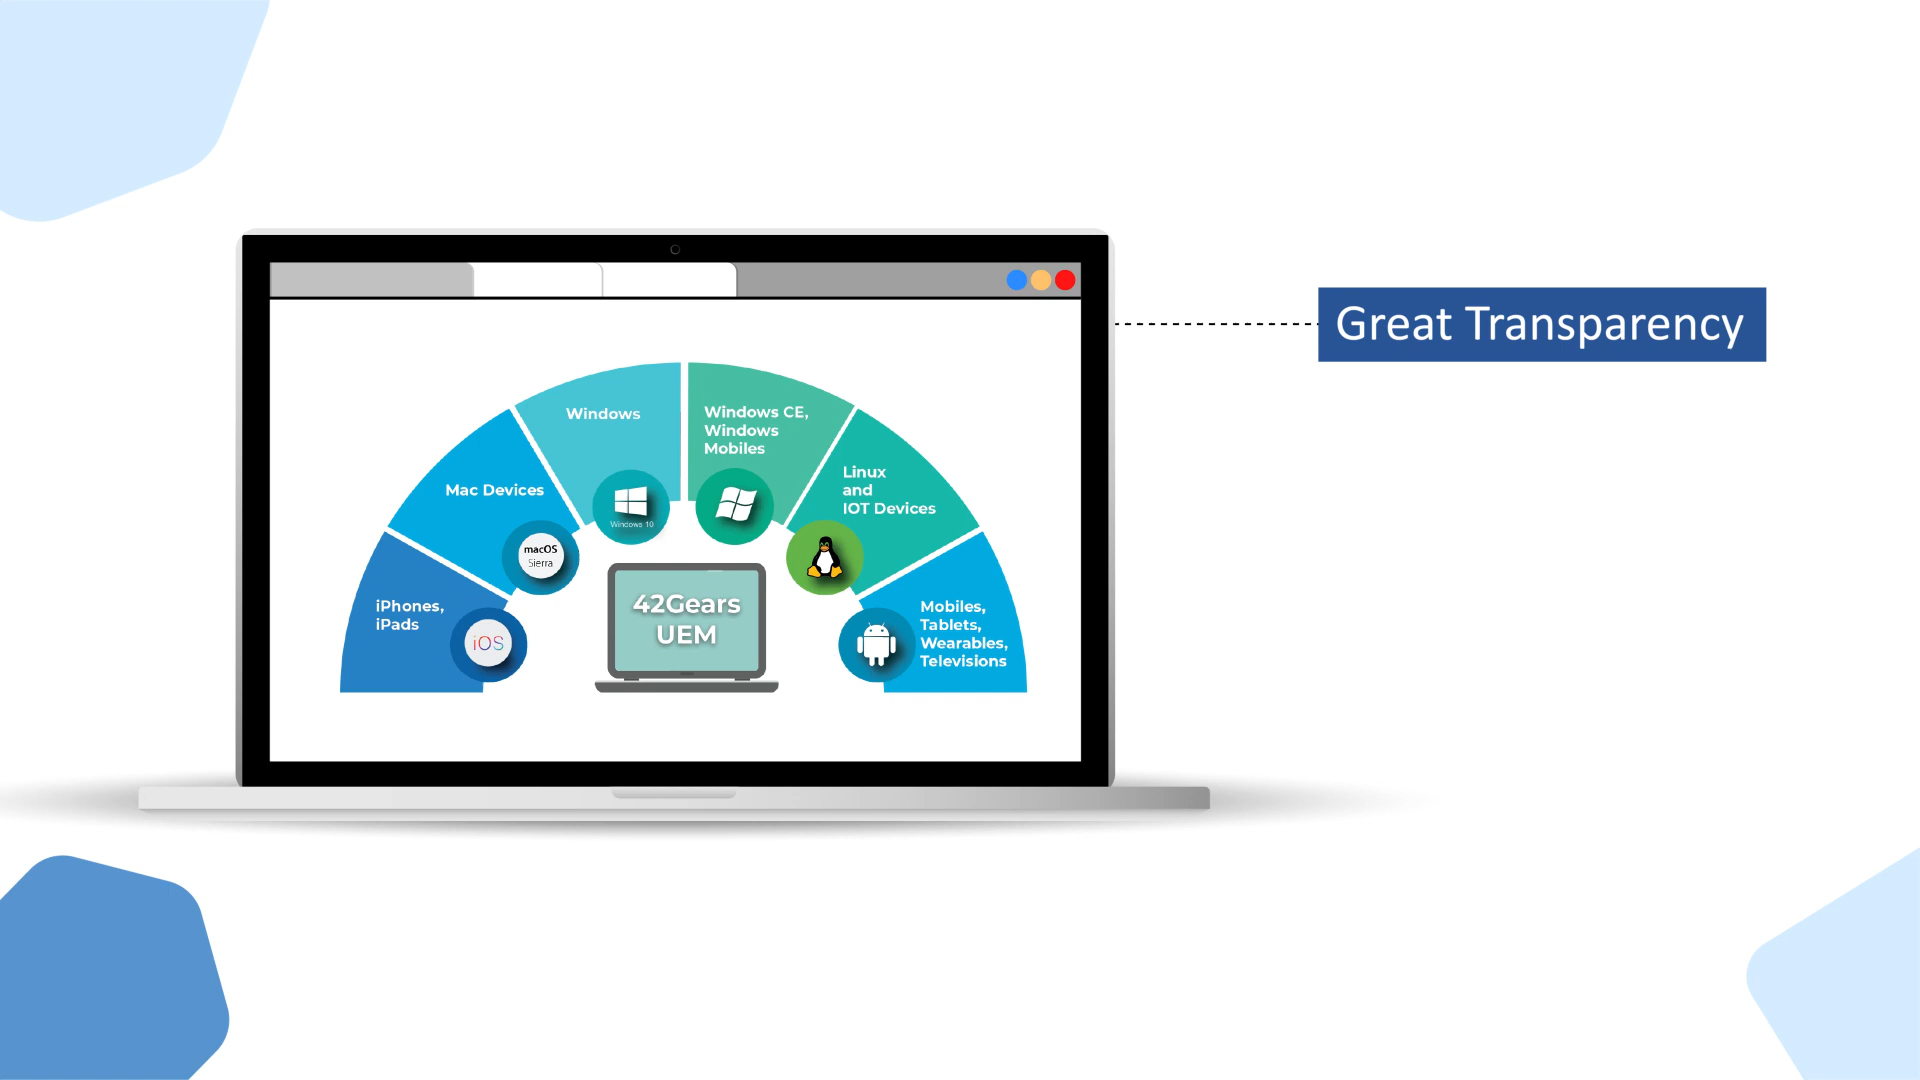 Great Transparency
Windows
Windows CE,
Windows
Mobiles
Mac Devices
Linux
and
IOT Devices
Windows 10
macOS
Sierra
iPhones,
iPads
iOS
42Gears
UEM
Mobiles,
Tablets,
Wearables,
Televisions